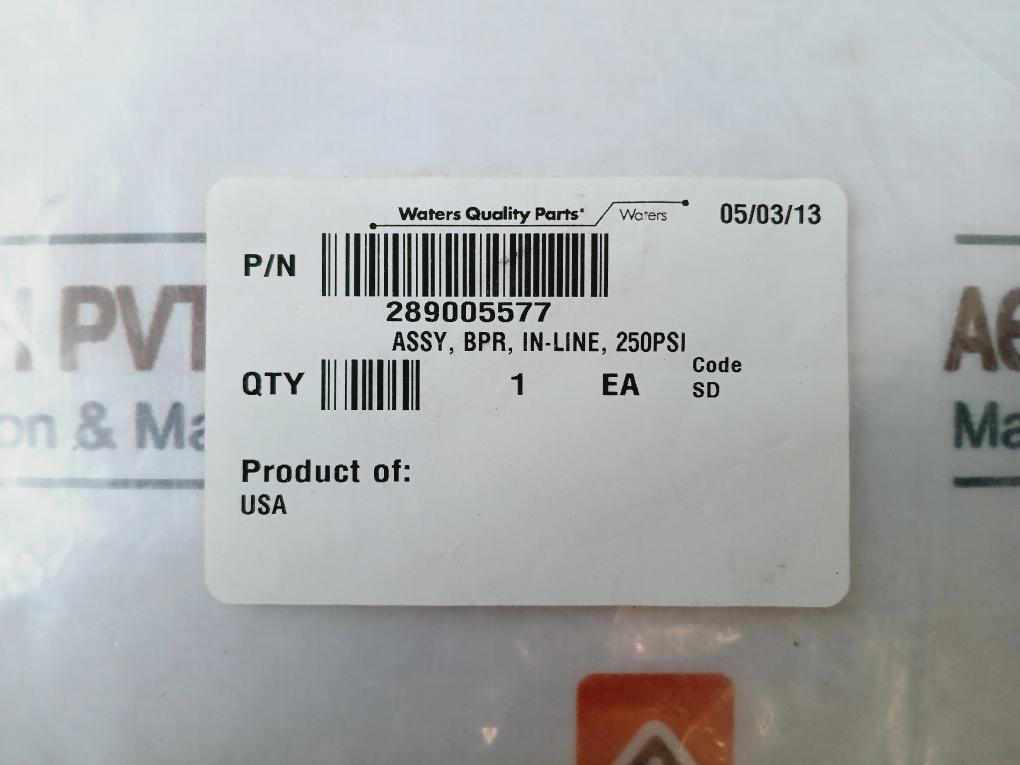 Waters Quality Parts® Waters 05/03/13
P/N
289005577
ASSY, BPR, IN-LINE, 250PSI
QTY 1 EA Code
SD
Product of:
USA
PVT
& Ma
Ma